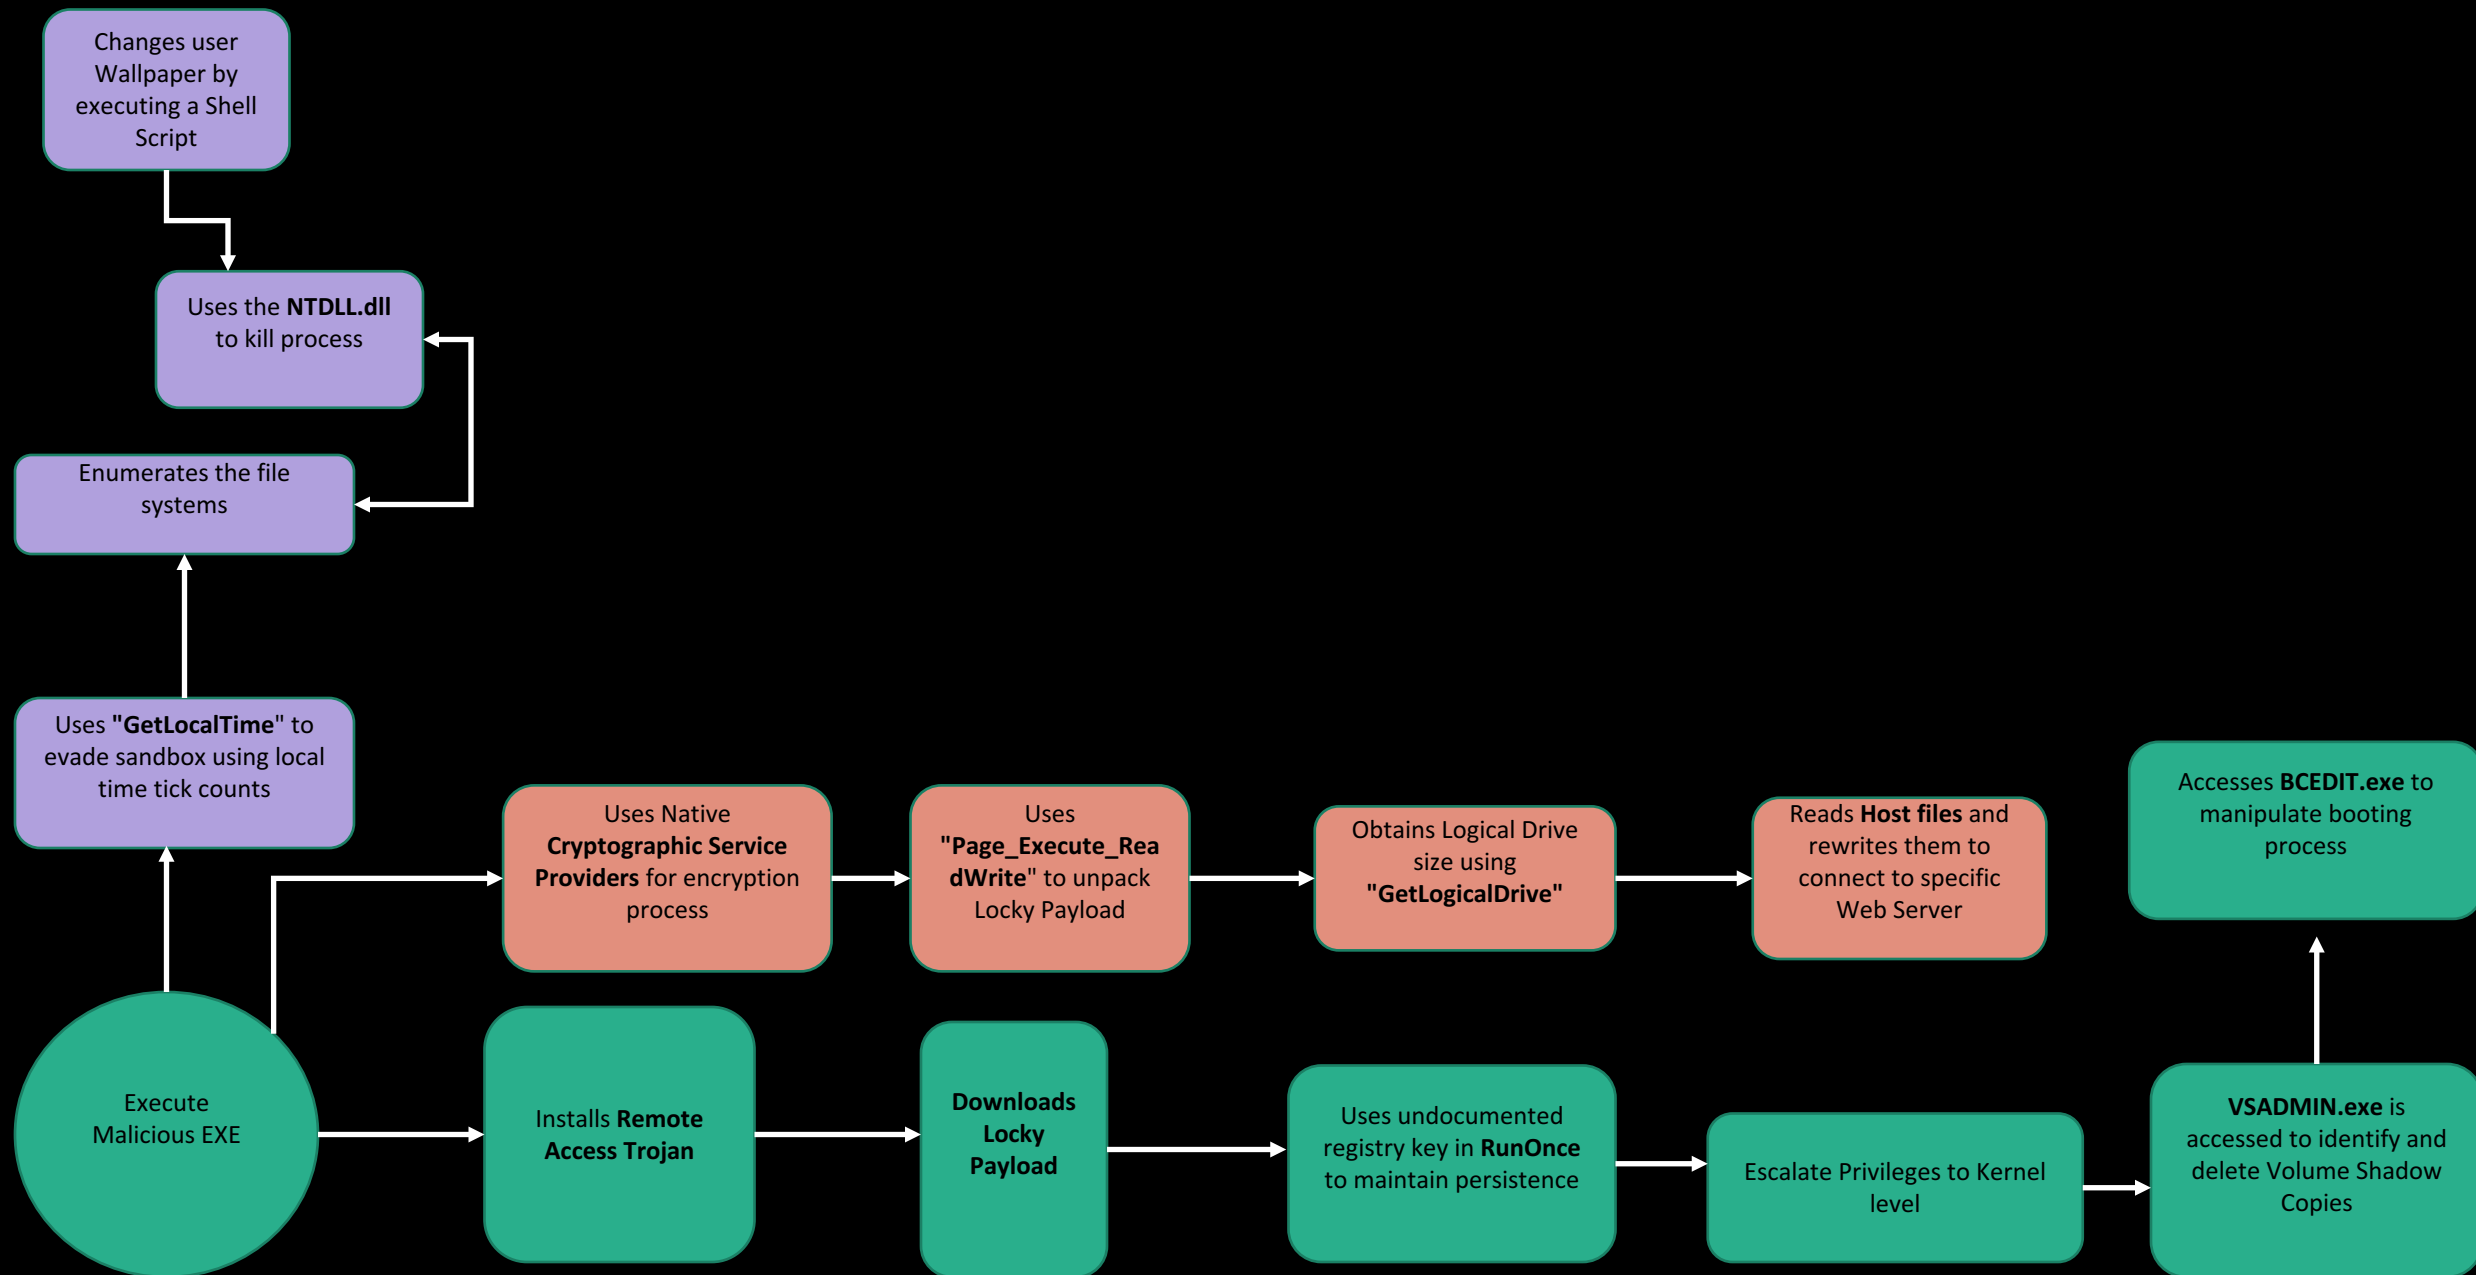 Changes user
Wallpaper by
executing a Shell
Script
Uses the NTDLL.dll
to kill process
Enumerates the file
systems
Uses "GetLocalTime" to
evade sandbox using local
time tick counts
Uses Native
Cryptographic Service
Providers for encryption
process
Uses
"Page_Execute_Rea
dWrite" to unpack
Locky Payload
Obtains Logical Drive
size using
"GetLogicalDrive"
Reads Host files and
rewrites them to
connect to specific
Web Server
Accesses BCEDIT.exe to
manipulate booting
process
Execute
Malicious EXE
Installs Remote
Access Trojan
Downloads
Locky
Payload
Uses undocumented
registry key in RunOnce
to maintain persistence
Escalate Privileges to Kernel
level
VSADMIN.exe is
accessed to identify and
delete Volume Shadow
Copies